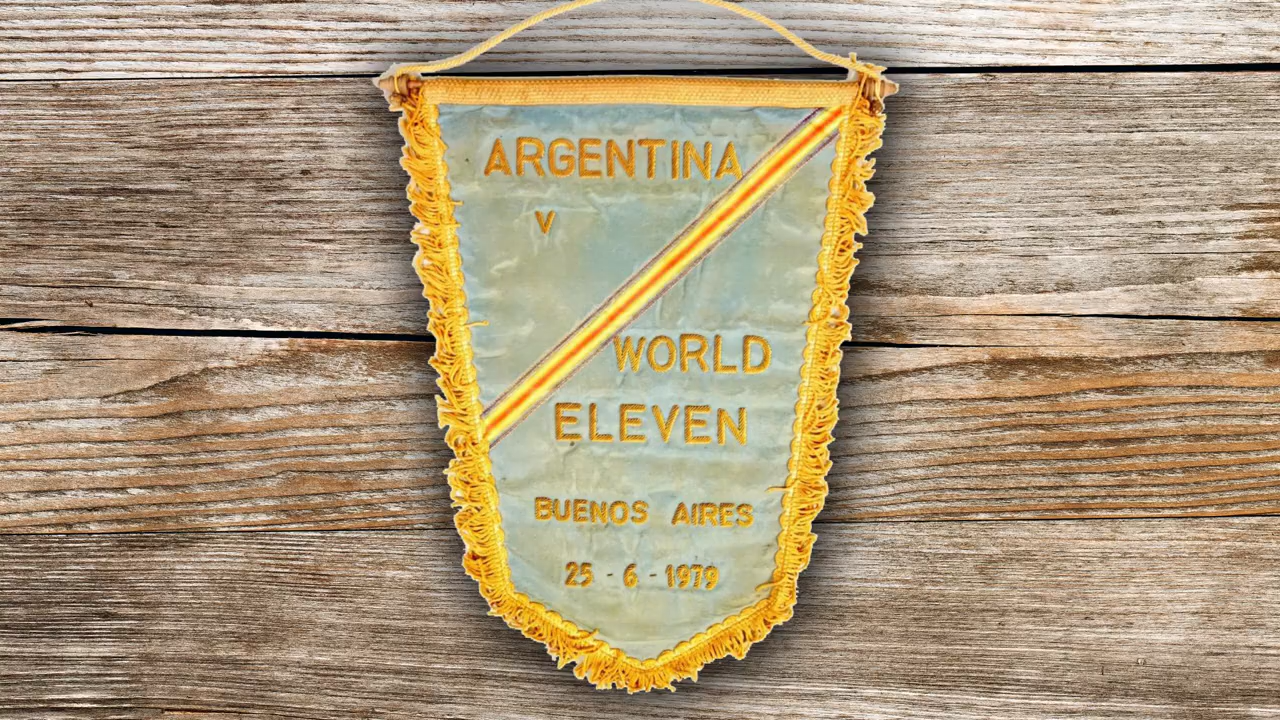 ARGENTINA
V
WORLD
ELEVEN
BUENOS AIRES
25 - 6 - 1979